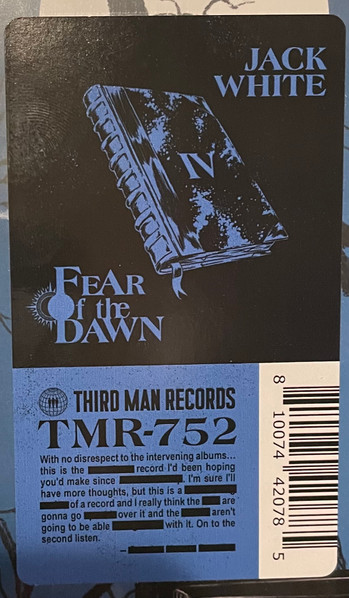 JACK
WHITE
IV
FEAR
of the
DAWN
THIRD MAN RECORDS
TMR-752
With no disrespect to the intervening albums...
this is the record I'd been hoping
you'd make since . I'm sure I'll
have more thoughts, but this is a
of a record and I really think the are
gonna go over it and the aren't
going to be able with it. On to the
second listen.
–
8 10074 42078 5